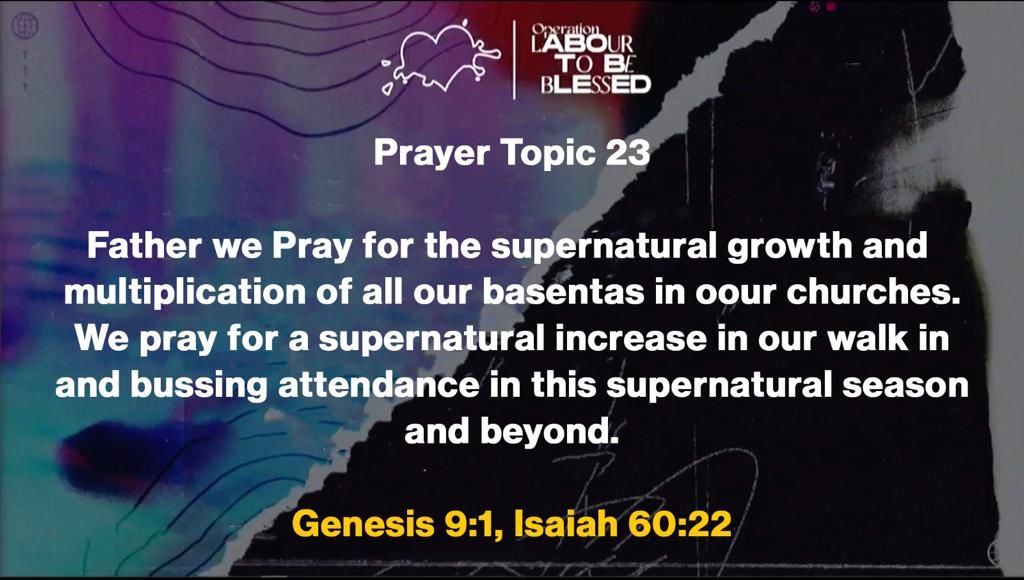 Operation
LABOUR
TO BE
BLESSED
Prayer Topic 23
Father we Pray for the supernatural growth and
multiplication of all our basentas in oour churches.
We pray for a supernatural increase in our walk in
and bussing attendance in this supernatural season
and beyond.
Genesis 9:1, Isaiah 60:22